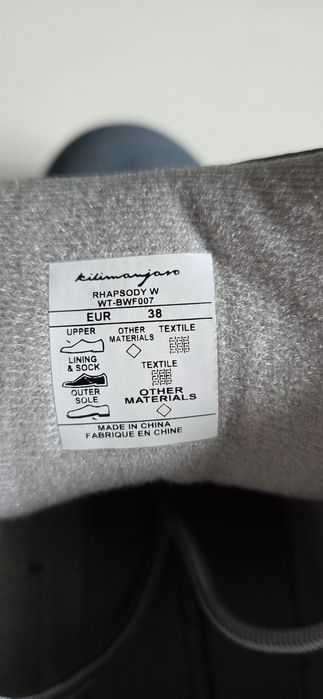 kilimanjaro
RHAPSODY W
WT-BWF007
EUR 38
UPPER OTHER MATERIALS TEXTILE
LINING & SOCK TEXTILE
OUTER SOLE OTHER MATERIALS
MADE IN CHINA
FABRIQUE EN CHINE